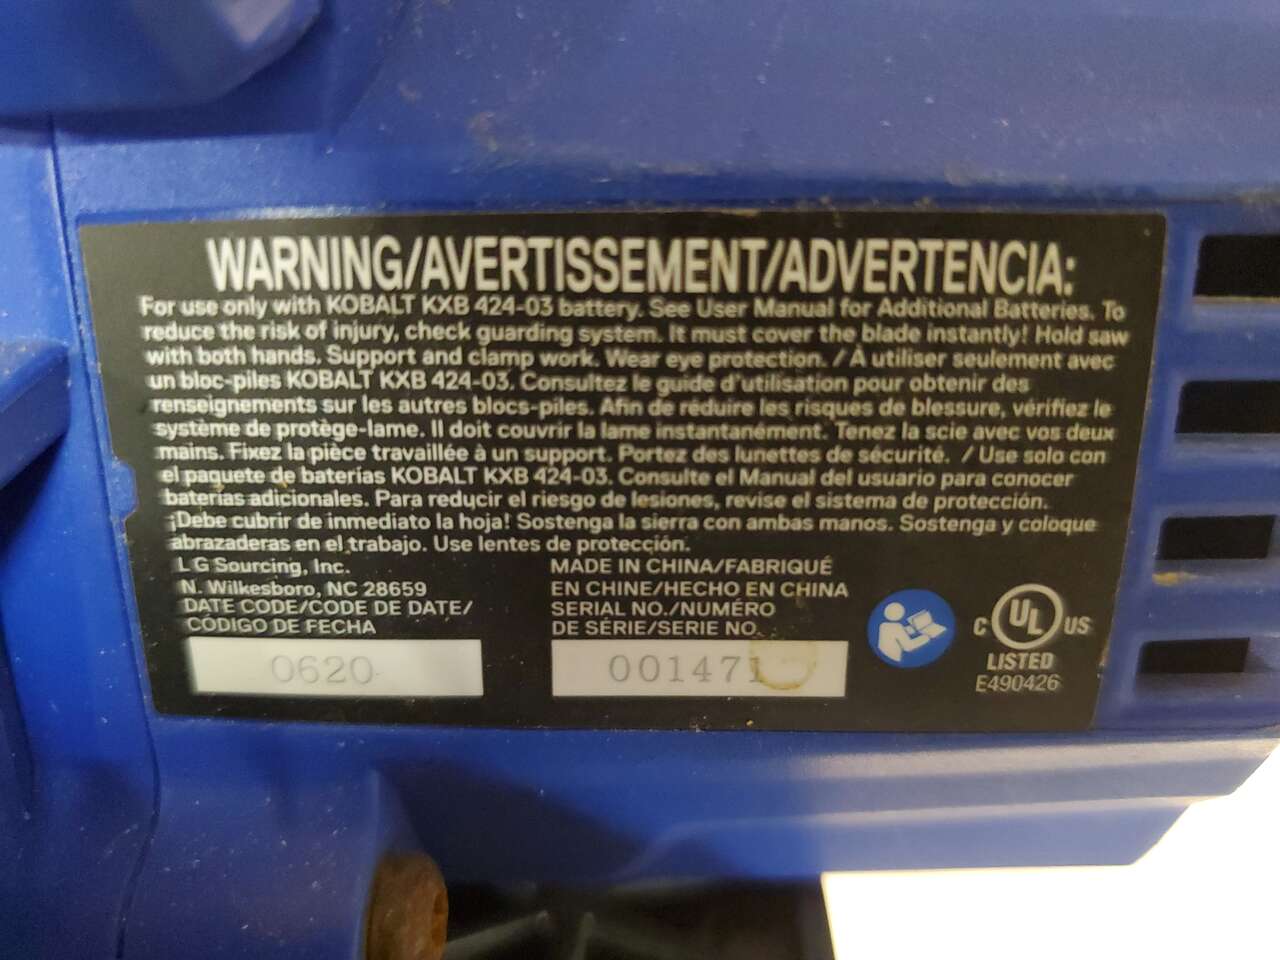 WARNING/AVERTISSEMENT/ADVERTENCIA:
For use only with KOBALT KXB 424-03 battery. See User Manual for Additional Batteries. To
reduce the risk of injury, check guarding system. It must cover the blade instantly! Hold saw
with both hands. Support and clamp work. Wear eye protection. / À utiliser seulement avec
un bloc-piles KOBALT KXB 424-03. Consultez le guide d'utilisation pour obtenir des
renseignements sur les autres blocs-piles. Afin de réduire les risques de blessure, vérifiez le
système de protège-lame. Il doit couvrir la lame instantanément. Tenez la scie avec vos deux
mains. Fixez la pièce travaillée à un support. Portez des lunettes de sécurité. / Use solo con
el paquete de baterías KOBALT KXB 424-03. Consulte el Manual del usuario para conocer
baterías adicionales. Para reducir el riesgo de lesiones, revise el sistema de protección.
¡Debe cubrir de inmediato la hoja! Sostenga la sierra con ambas manos. Sostenga y coloque
abrazaderas en el trabajo. Use lentes de protección.
L G Sourcing, Inc.
N. Wilkesboro, NC 28659
DATE CODE/CODE DE DATE/
CÓDIGO DE FECHA
0620
MADE IN CHINA/FABRIQUÉ
EN CHINE/HECHO EN CHINA
SERIAL NO./NUMÉRO
DE SÉRIE/SERIE NO.
001471
C UL US
LISTED
E490426